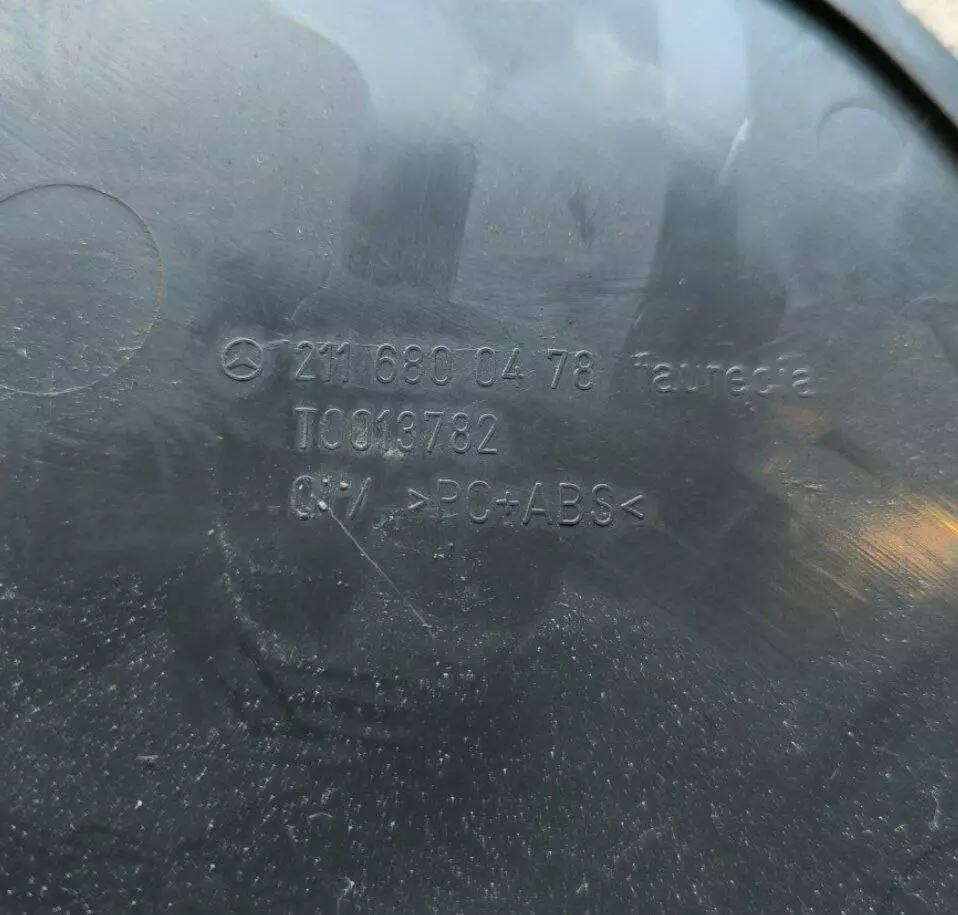 211 680 04 78 faurecia
TC013782
>PC+ABS<